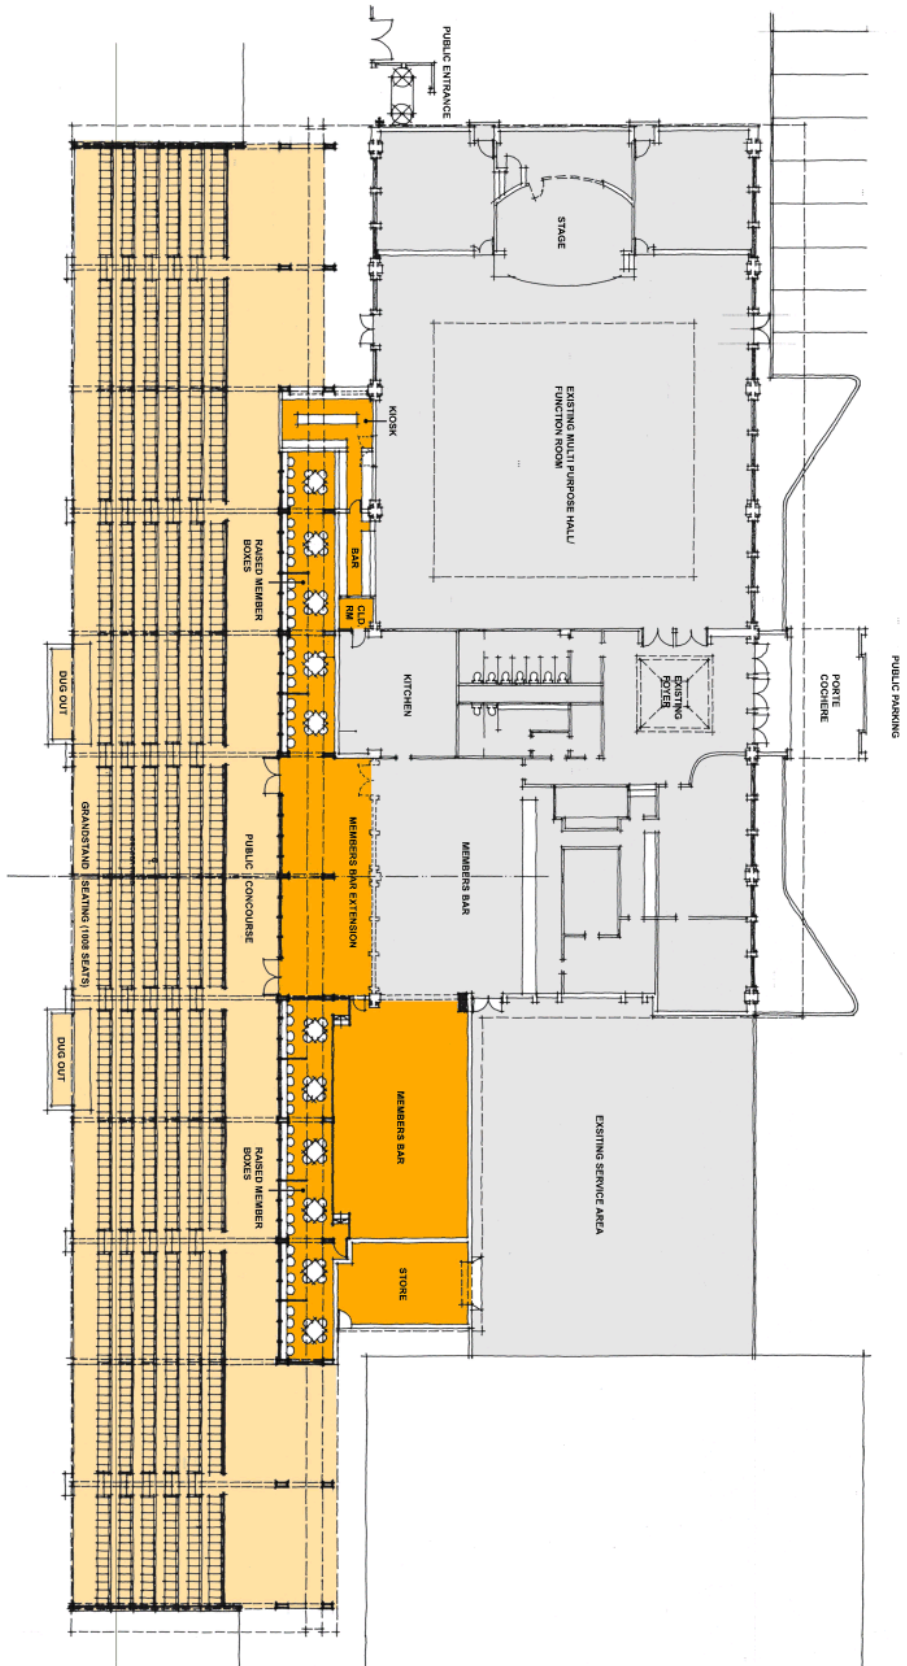 PUBLIC ENTRANCE
STAGE
EXISTING MULTI PURPOSE HALL/
FUNCTION ROOM
KIOSK
BAR
CLD.
RM
RAISED MEMBER
BOXES
KITCHEN
EXISTING
FOYER
PORTE
COCHERE
PUBLIC PARKING
DUG OUT
GRANDSTAND SEATING (1008 SEATS)
PUBLIC CONCOURSE
MEMBERS BAR EXTENSION
MEMBERS BAR
DUG OUT
RAISED MEMBER
BOXES
MEMBERS BAR
EXSITING SERVICE AREA
STORE